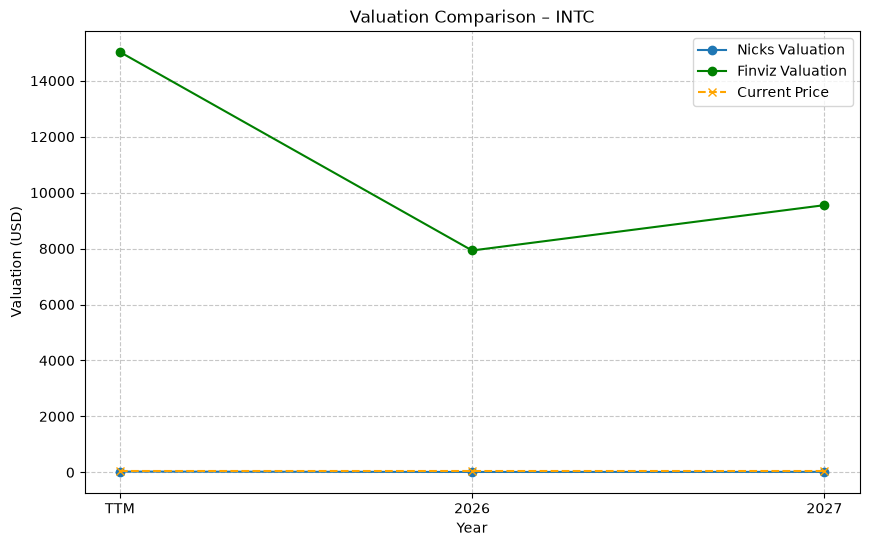 Valuation Comparison – INTC
Nicks Valuation
Finviz Valuation
Current Price
Valuation (USD)
14000
12000
10000
8000
6000
4000
2000
0
TTM
2026
2027
Year